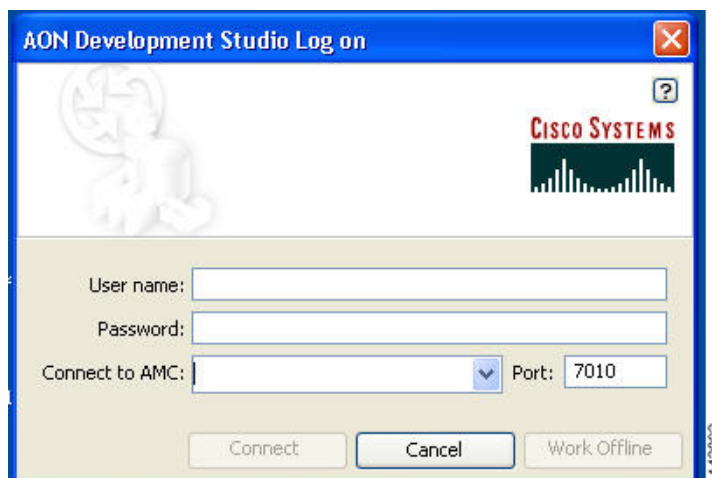 AON Development Studio Log on
?
CISCO SYSTEMS
User name:
Password:
Connect to AMC: Port: 7010
Connect Cancel Work Offline